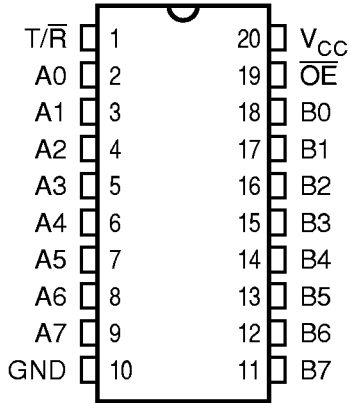 T/R̅ 1 20 VCC
A0 2 19 O̅E̅
A1 3 18 B0
A2 4 17 B1
A3 5 16 B2
A4 6 15 B3
A5 7 14 B4
A6 8 13 B5
A7 9 12 B6
GND 10 11 B7